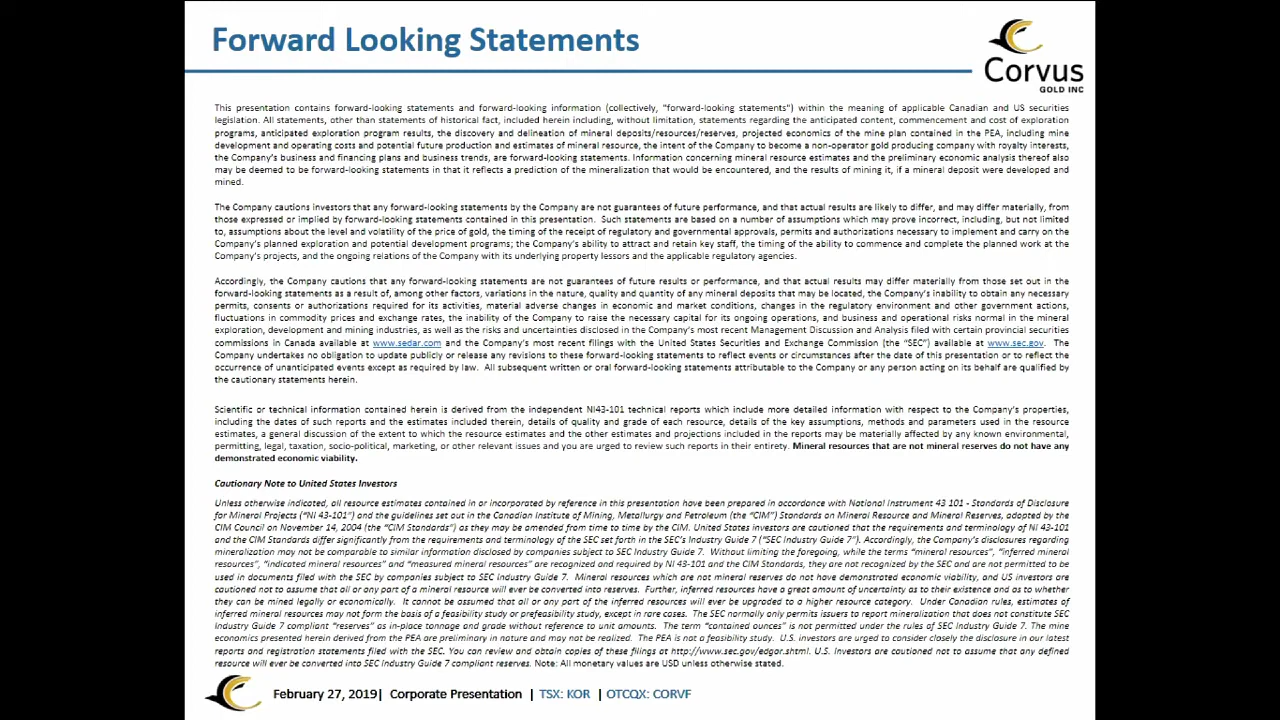 Forward Looking Statements
Corvus
GOLD INC
This presentation contains forward-looking statements and forward-looking information (collectively, "forward-looking statements") within the meaning of applicable Canadian and US securities
legislation. All statements, other than statements of historical fact, included herein including, without limitation, statements regarding the anticipated content, commencement and cost of exploration
programs, anticipated exploration program results, the discovery and delineation of mineral deposits/resources/reserves, projected economics of the mine plan contained in the PEA, including mine
development and operating costs and potential future production and estimates of mineral resource, the intent of the Company to become a non-operator gold producing company with royalty interests,
the Company's business and financing plans and business trends, are forward-looking statements. Information concerning mineral resource estimates and the preliminary economic analysis thereof also
may be deemed to be forward-looking statements in that it reflects a prediction of the mineralization that would be encountered, and the results of mining it, if a mineral deposit were developed and
mined.
The Company cautions investors that any forward-looking statements by the Company are not guarantees of future performance, and that actual results are likely to differ, and may differ materially, from
those expressed or implied by forward-looking statements contained in this presentation. Such statements are based on a number of assumptions which may prove incorrect, including, but not limited
to, assumptions about the level and volatility of the price of gold, the timing of the receipt of regulatory and governmental approvals, permits and authorizations necessary to implement and carry on the
Company's planned exploration and potential development programs; the Company's ability to attract and retain key staff, the timing of the ability to commence and complete the planned work at the
Company's projects, and the ongoing relations of the Company with its underlying property lessors and the applicable regulatory agencies.
Accordingly, the Company cautions that any forward-looking statements are not guarantees of future results or performance, and that actual results may differ materially from those set out in the
forward-looking statements as a result of, among other factors, variations in the nature, quality and quantity of any mineral deposits that may be located, the Company's inability to obtain any necessary
permits, consents or authorizations required for its activities, material adverse changes in economic and market conditions, changes in the regulatory environment and other government actions,
fluctuations in commodity prices and exchange rates, the inability of the Company to raise the necessary capital for its ongoing operations, and business and operational risks normal in the mineral
exploration, development and mining industries, as well as the risks and uncertainties disclosed in the Company's most recent Management Discussion and Analysis filed with certain provincial securities
commissions in Canada available at www.sedar.com and the Company's most recent filings with the United States Securities and Exchange Commission (the "SEC") available at www.sec.gov. The
Company undertakes no obligation to update publicly or release any revisions to these forward-looking statements to reflect events or circumstances after the date of this presentation or to reflect the
occurrence of unanticipated events except as required by law. All subsequent written or oral forward-looking statements attributable to the Company or any person acting on its behalf are qualified by
the cautionary statements herein.
Scientific or technical information contained herein is derived from the independent NI43-101 technical reports which include more detailed information with respect to the Company's properties,
including the dates of such reports and the estimates included therein, details of quality and grade of each resource, details of the key assumptions, methods and parameters used in the resource
estimates, a general discussion of the extent to which the resource estimates and the other estimates and projections included in the reports may be materially affected by any known environmental,
permitting, legal, taxation, socio-political, marketing, or other relevant issues and you are urged to review such reports in their entirety. Mineral resources that are not mineral reserves do not have any
demonstrated economic viability.
Cautionary Note to United States Investors
Unless otherwise indicated, all resource estimates contained in or incorporated by reference in this presentation have been prepared in accordance with National Instrument 43 101 - Standards of Disclosure
for Mineral Projects ("NI 43-101") and the guidelines set out in the Canadian Institute of Mining, Metallurgy and Petroleum (the "CIM") Standards on Mineral Resource and Mineral Reserves, adopted by the
CIM Council on November 14, 2004 (the "CIM Standards") as they may be amended from time to time by the CIM. United States investors are cautioned that the requirements and terminology of NI 43-101
and the CIM Standards differ significantly from the requirements and terminology of the SEC set forth in the SEC's Industry Guide 7 ("SEC Industry Guide 7"). Accordingly, the Company's disclosures regarding
mineralization may not be comparable to similar information disclosed by companies subject to SEC Industry Guide 7. Without limiting the foregoing, while the terms "mineral resources", "inferred mineral
resources", "indicated mineral resources" and "measured mineral resources" are recognized and required by NI 43-101 and the CIM Standards, they are not recognized by the SEC and are not permitted to be
used in documents filed with the SEC by companies subject to SEC Industry Guide 7. Mineral resources which are not mineral reserves do not have demonstrated economic viability, and US investors are
cautioned not to assume that all or any part of a mineral resource will ever be converted into reserves. Further, inferred resources have a great amount of uncertainty as to their existence and as to whether
they can be mined legally or economically. It cannot be assumed that all or any part of the inferred resources will ever be upgraded to a higher resource category. Under Canadian rules, estimates of
inferred mineral resources may not form the basis of a feasibility study or prefeasibility study, except in rare cases. The SEC normally only permits issuers to report mineralization that does not constitute SEC
Industry Guide 7 compliant "reserves" as in-place tonnage and grade without reference to unit amounts. The term "contained ounces" is not permitted under the rules of SEC Industry Guide 7. The mine
economics presented herein derived from the PEA are preliminary in nature and may not be realized. The PEA is not a feasibility study. U.S. investors are urged to consider closely the disclosure in our latest
reports and registration statements filed with the SEC. You can review and obtain copies of these filings at http://www.sec.gov/edgar.shtml. U.S. Investors are cautioned not to assume that any defined
resource will ever be converted into SEC Industry Guide 7 compliant reserves. Note: All monetary values are USD unless otherwise stated.
February 27, 2019| Corporate Presentation | TSX: KOR | OTCQX: CORVF